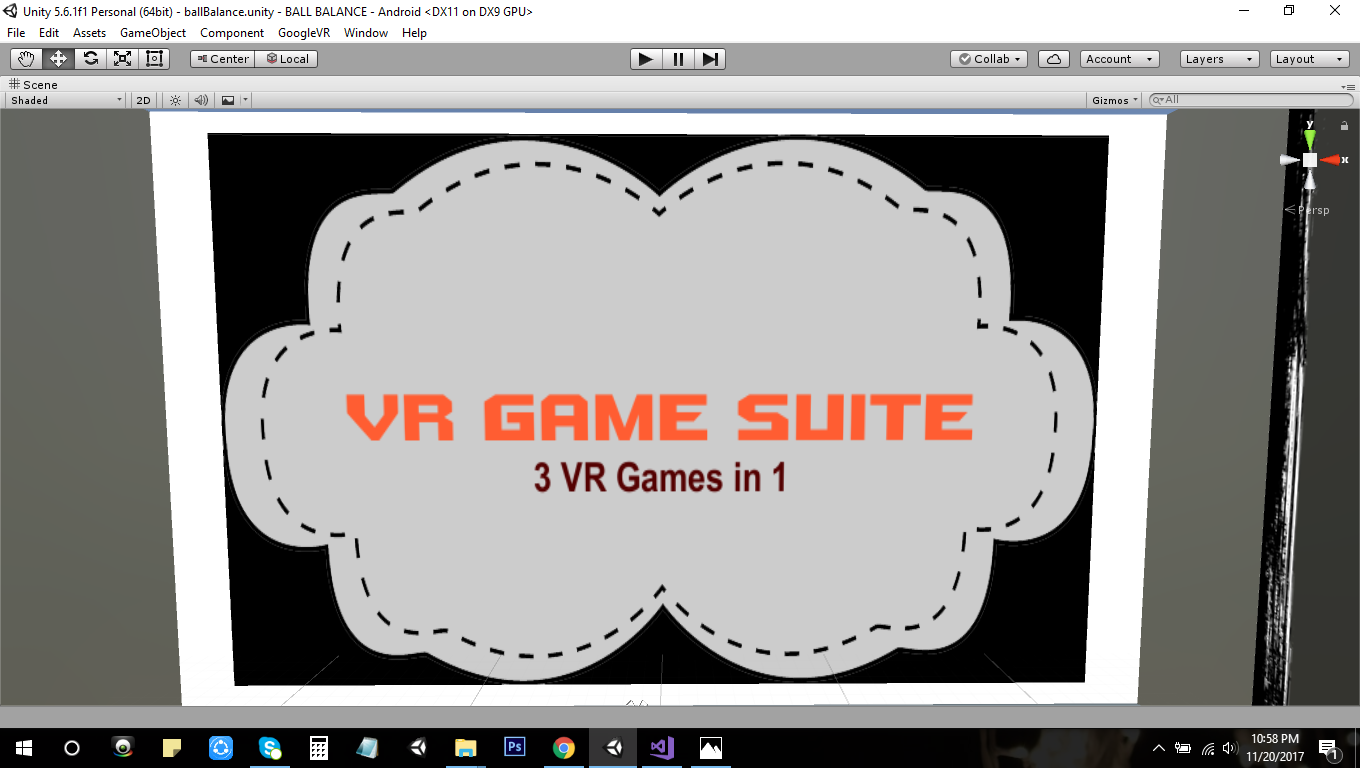 Unity 5.6.1f1 Personal (64bit) - ballBalance.unity - BALL BALANCE - Android <DX11 on DX9 GPU>
File Edit Assets GameObject Component GoogleVR Window Help
Center Local Collab Account Layers Layout
Scene
Shaded 2D Gizmos All
y
x
Persp
VR GAME SUITE
3 VR Games in 1
Ps
10:58 PM
11/20/2017
1